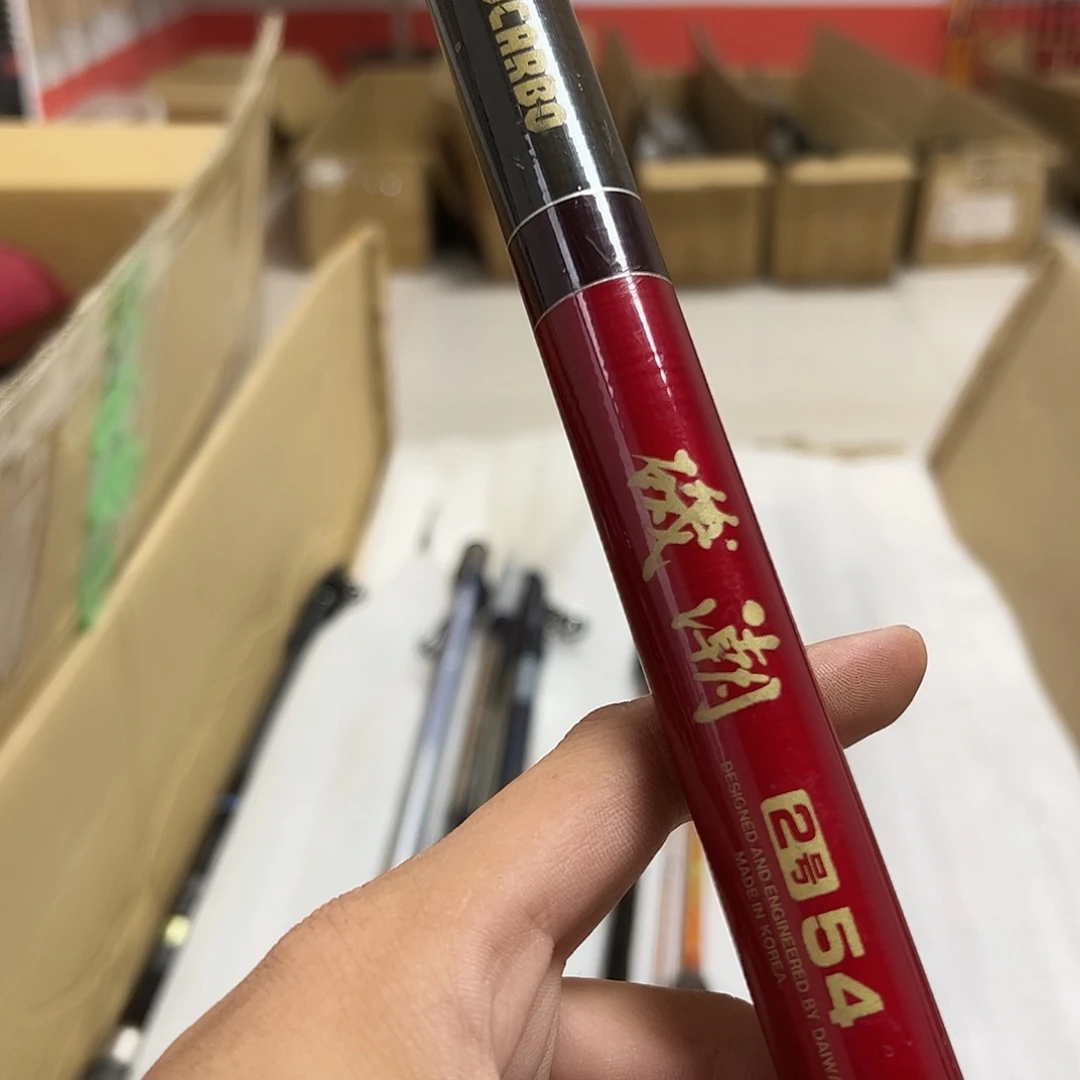 CARBO
磯潮
2号 54
DESIGNED AND ENGINEERED BY DAIWA
MADE IN KOREA.